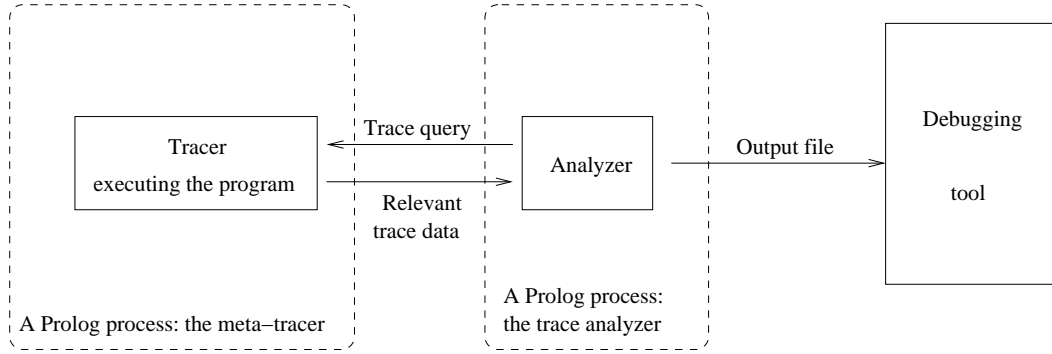 Tracer
executing the program
Trace query
Relevant
trace data
Analyzer
Output file
Debugging
tool
A Prolog process: the meta−tracer
A Prolog process:
the trace analyzer